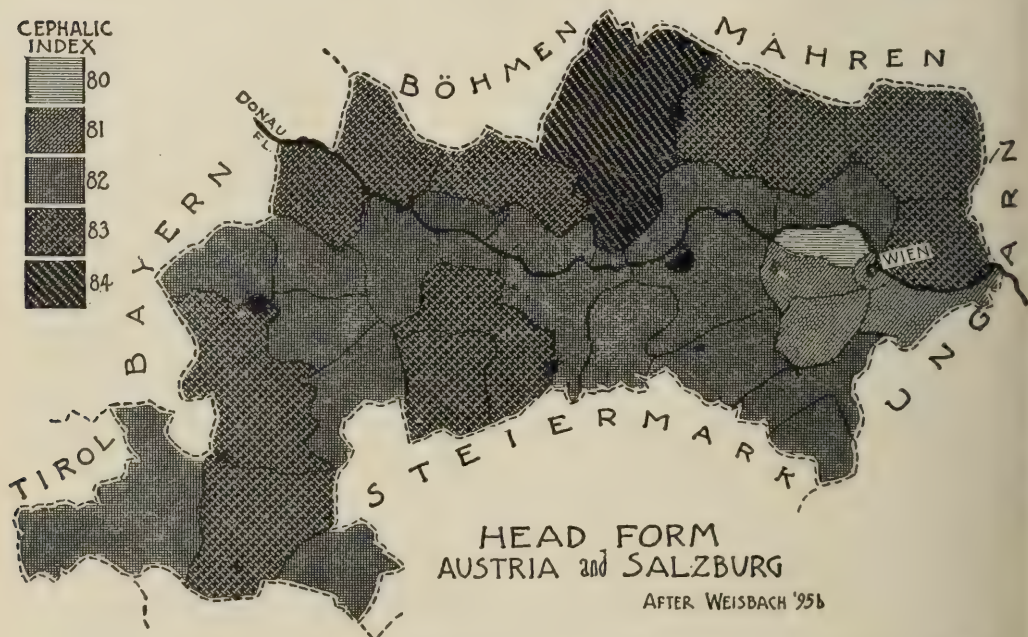 CEPHALIC
INDEX
80
81
82
83
84
BÖHMEN
MÄHREN
DONAU
FL.
BAYERN
WIEN
UNGARN
TIROL
STEIERMARK
HEAD FORM
AUSTRIA and SALZBURG
AFTER WEISBACH '95b